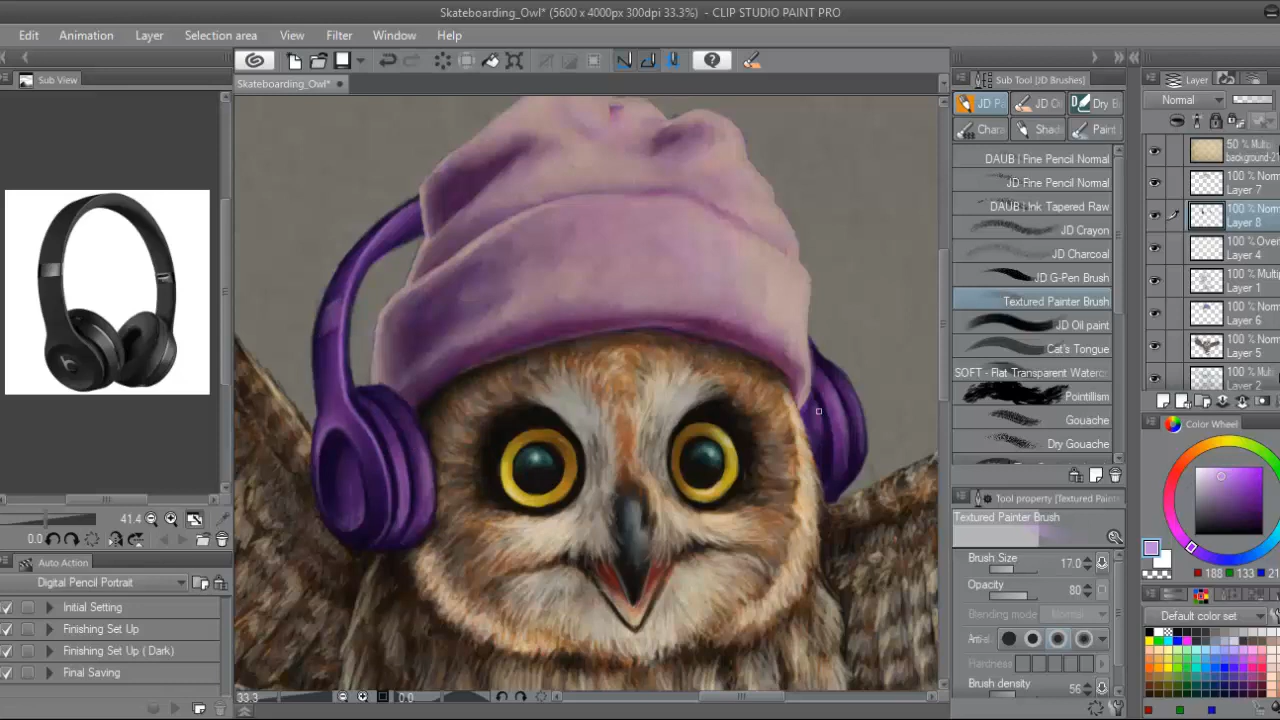 Skateboarding_Owl* (5600 x 4000px 300dpi 33.3%) - CLIP STUDIO PAINT PRO
Edit Animation Layer Selection area View Filter Window Help
Sub View
Skateboarding_Owl*
Sub Tool [JD Brushes]
Layer
JD Pa JD O Dry B
Chara Shadi Paint
Normal
DAUB | Fine Pencil Normal
JD Fine Pencil Normal
DAUB : Ink Tapered Raw
JD Crayon
JD Charcoal
JD G-Pen Brush
Textured Painter Brush
JD Oil paint
Cat's Tongue
SOFT - Flat Transparent Waterc
Pointillism
Gouache
Dry Gouache
50 % Multi
background-2
100 % Norm
Layer 7
100 % Norm
Layer 8
100 % Over
Layer 4
100 % Multi
Layer 1
100 % Norm
Layer 6
100 % Norm
Layer 5
100 % Norm
Layer 2
Color Wheel
188 133 21
Default color set
Tool property [Textured Painte
Textured Painter Brush
Brush Size 17.0
Opacity 80
Blending mode Normal
Anti-al
Hardness
Brush density 56
41.4
0.0
Auto Action
Digital Pencil Portrait
Initial Setting
Finishing Set Up
Finishing Set Up ( Dark)
Final Saving
33.3 0.0